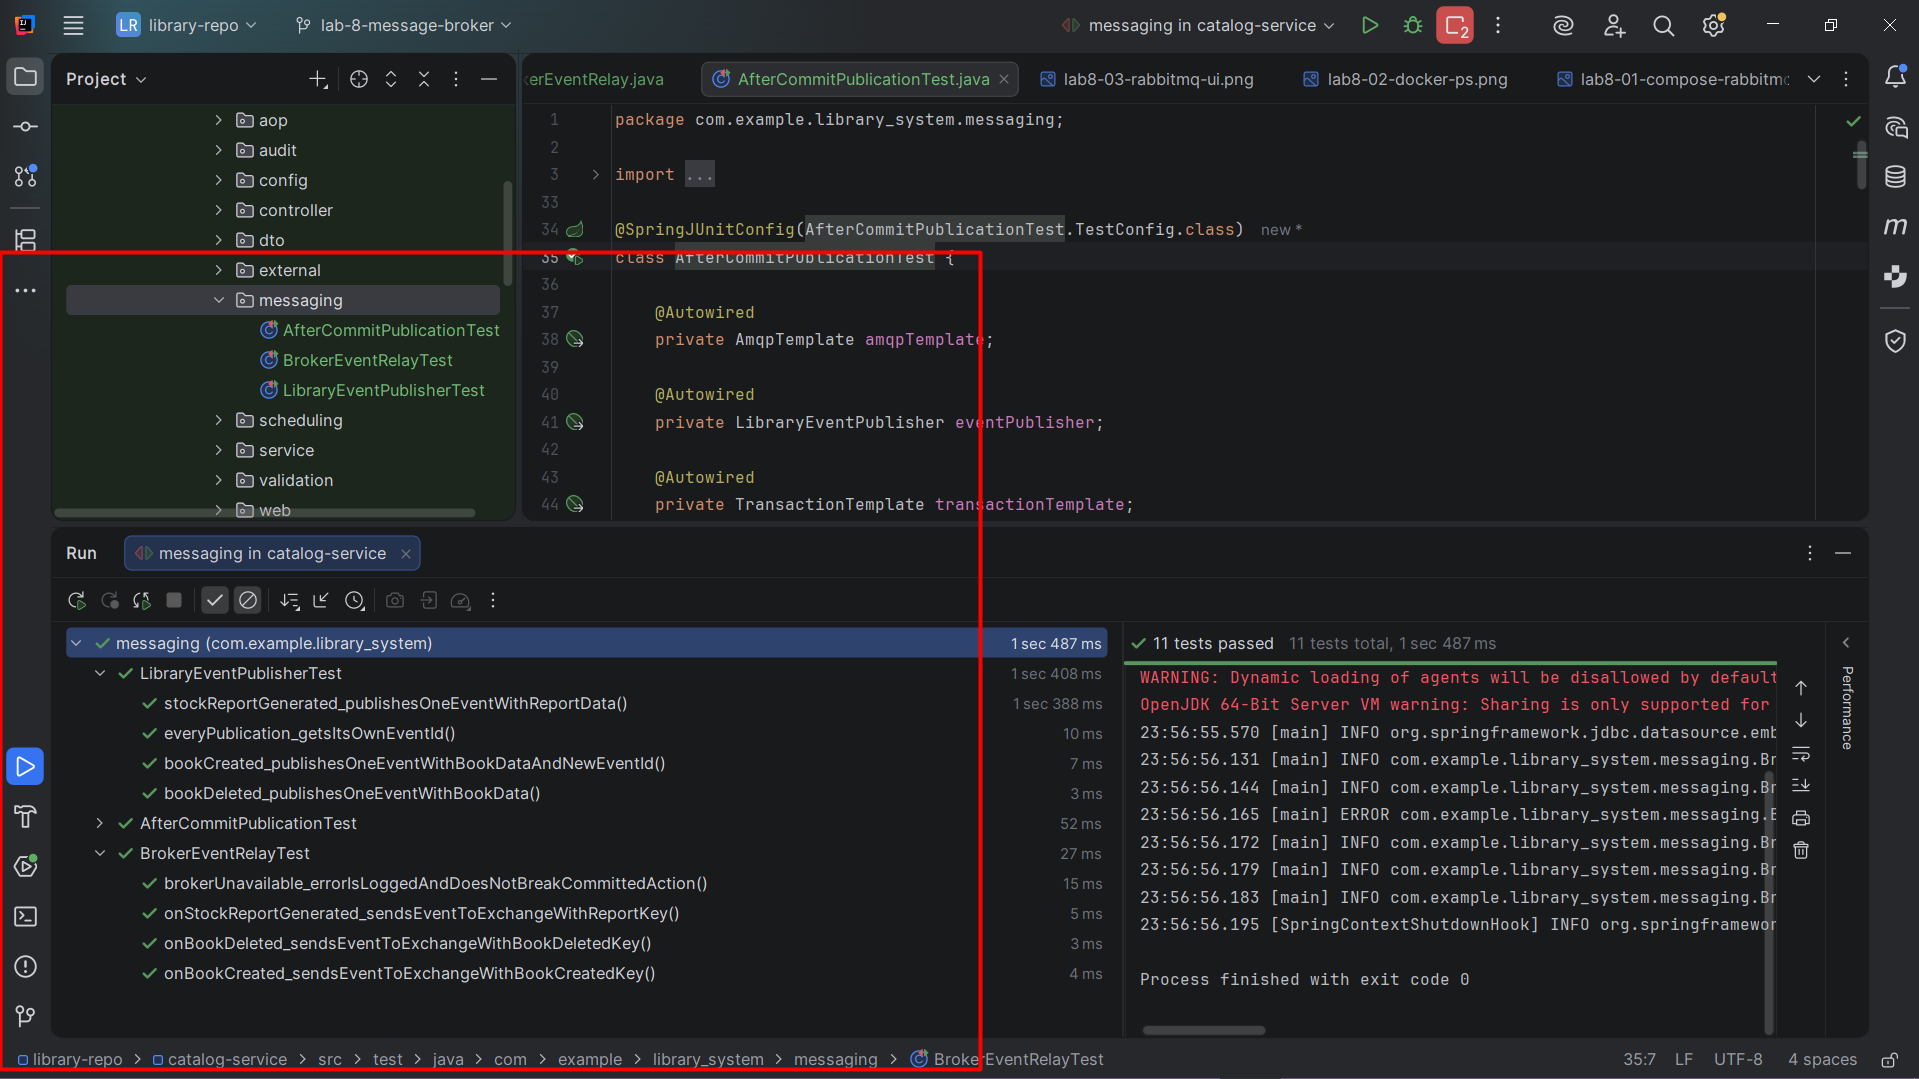 LR library-repo
lab-8-message-broker
messaging in catalog-service
2
Project
kerEventRelay.java
AfterCommitPublicationTest.java
lab8-03-rabbitmq-ui.png
lab8-02-docker-ps.png
lab8-01-compose-rabbitm
aop
audit
config
controller
dto
external
messaging
AfterCommitPublicationTest
BrokerEventRelayTest
LibraryEventPublisherTest
scheduling
service
validation
web
1 package com.example.library_system.messaging;
2
3 import ...
33
34 @SpringJUnitConfig(AfterCommitPublicationTest.TestConfig.class) new *
35 class AfterCommitPublicationTest {
36
37 @Autowired
38 private AmqpTemplate amqpTemplate;
39
40 @Autowired
41 private LibraryEventPublisher eventPublisher;
42
43 @Autowired
44 private TransactionTemplate transactionTemplate;
Run
messaging in catalog-service
messaging (com.example.library_system) 1 sec 487 ms
LibraryEventPublisherTest 1 sec 408 ms
stockReportGenerated_publishesOneEventWithReportData() 1 sec 388 ms
everyPublication_getsItsOwnEventId() 10 ms
bookCreated_publishesOneEventWithBookDataAndNewEventId() 7 ms
bookDeleted_publishesOneEventWithBookData() 3 ms
AfterCommitPublicationTest 52 ms
BrokerEventRelayTest 27 ms
brokerUnavailable_errorIsLoggedAndDoesNotBreakCommittedAction() 15 ms
onStockReportGenerated_sendsEventToExchangeWithReportKey() 5 ms
onBookDeleted_sendsEventToExchangeWithBookDeletedKey() 3 ms
onBookCreated_sendsEventToExchangeWithBookCreatedKey() 4 ms
11 tests passed 11 tests total, 1 sec 487 ms
WARNING: Dynamic loading of agents will be disallowed by default
OpenJDK 64-Bit Server VM warning: Sharing is only supported for
23:56:55.570 [main] INFO org.springframework.jdbc.datasource.emb
23:56:56.131 [main] INFO com.example.library_system.messaging.Br
23:56:56.144 [main] INFO com.example.library_system.messaging.Br
23:56:56.165 [main] ERROR com.example.library_system.messaging.B
23:56:56.172 [main] INFO com.example.library_system.messaging.Br
23:56:56.179 [main] INFO com.example.library_system.messaging.Br
23:56:56.183 [main] INFO com.example.library_system.messaging.Br
23:56:56.195 [SpringContextShutdownHook] INFO org.springframewor
Process finished with exit code 0
Performance
library-repo > catalog-service > src > test > java > com > example > library_system > messaging > BrokerEventRelayTest
35:7 LF UTF-8 4 spaces